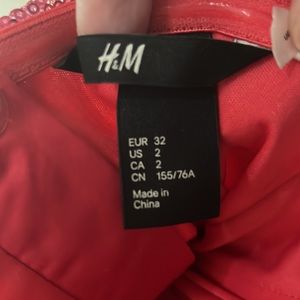 H&M
EUR 32
US 2
CA 2
CN 155/76A
Made in
China